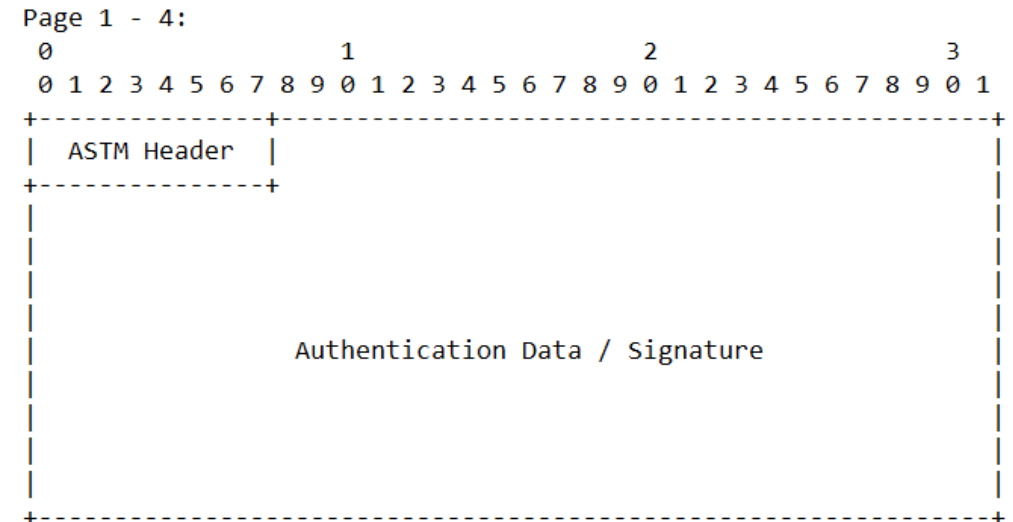 Page 1 - 4:
 0                   1                   2                   3
 0 1 2 3 4 5 6 7 8 9 0 1 2 3 4 5 6 7 8 9 0 1 2 3 4 5 6 7 8 9 0 1
+---------------+-----------------------------------------------+
|  ASTM Header  |                                               |
+---------------+                                               |
|                                                               |
|                                                               |
|                                                               |
|                                                               |
|                 Authentication Data / Signature               |
|                                                               |
|                                                               |
|                                                               |
|                                                               |
+---------------------------------------------------------------+